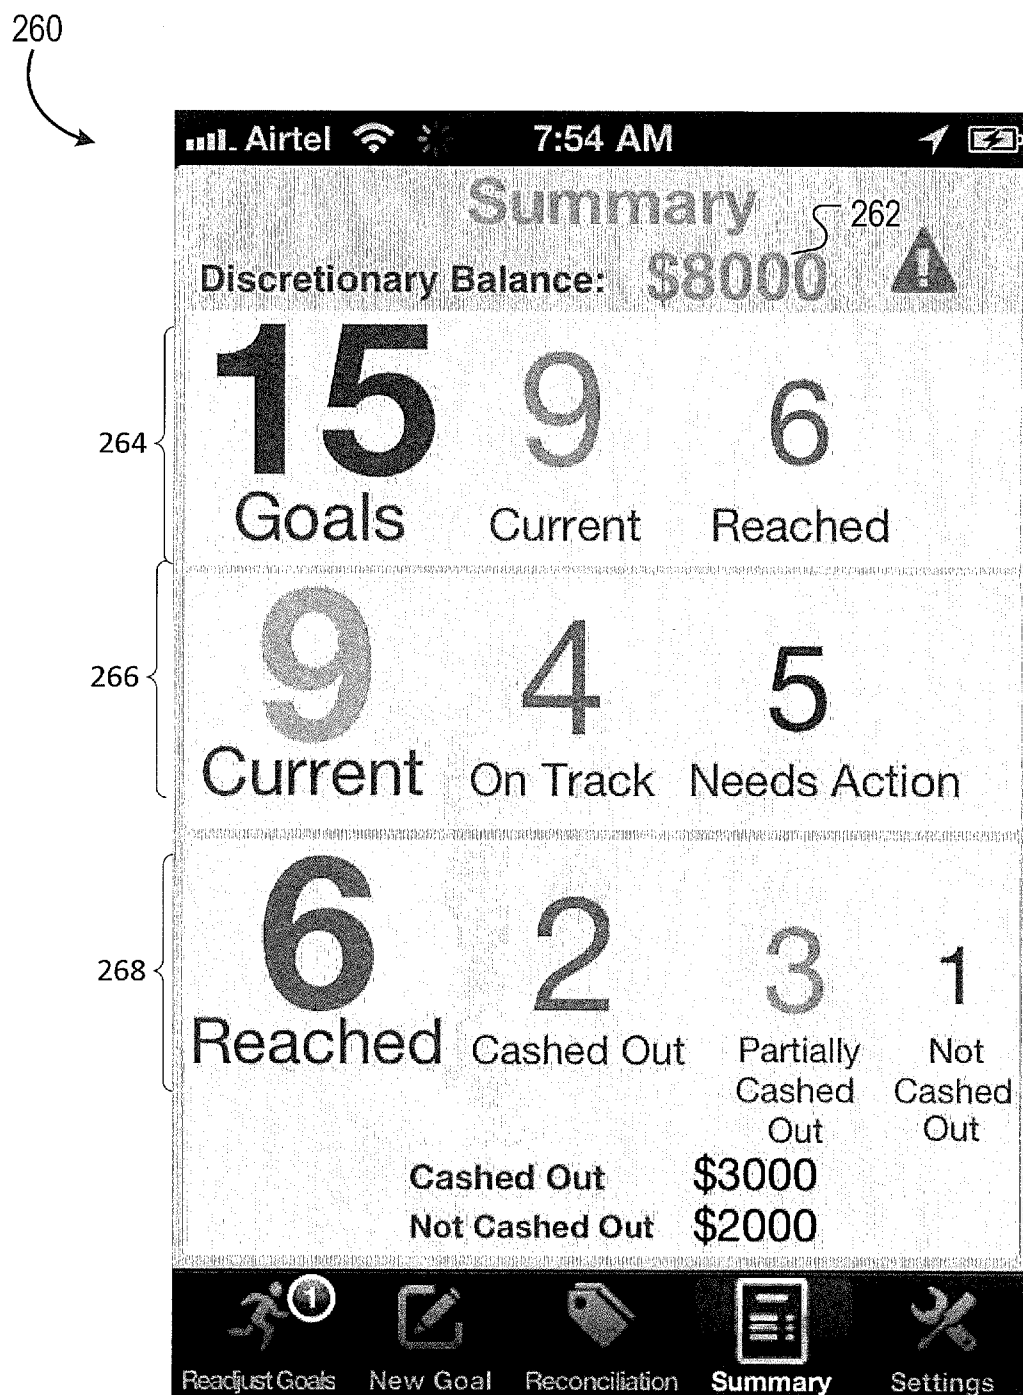 260
Airtel 7:54 AM
Summary
262
Discretionary Balance: $8000
264
15 9 6
Goals Current Reached
266
9 4 5
Current On Track Needs Action
268
6 2 3 1
Reached Cashed Out Partially Cashed Out Not Cashed Out
Cashed Out $3000
Not Cashed Out $2000
1
Readjust Goals New Goal Reconciliation Summary Settings